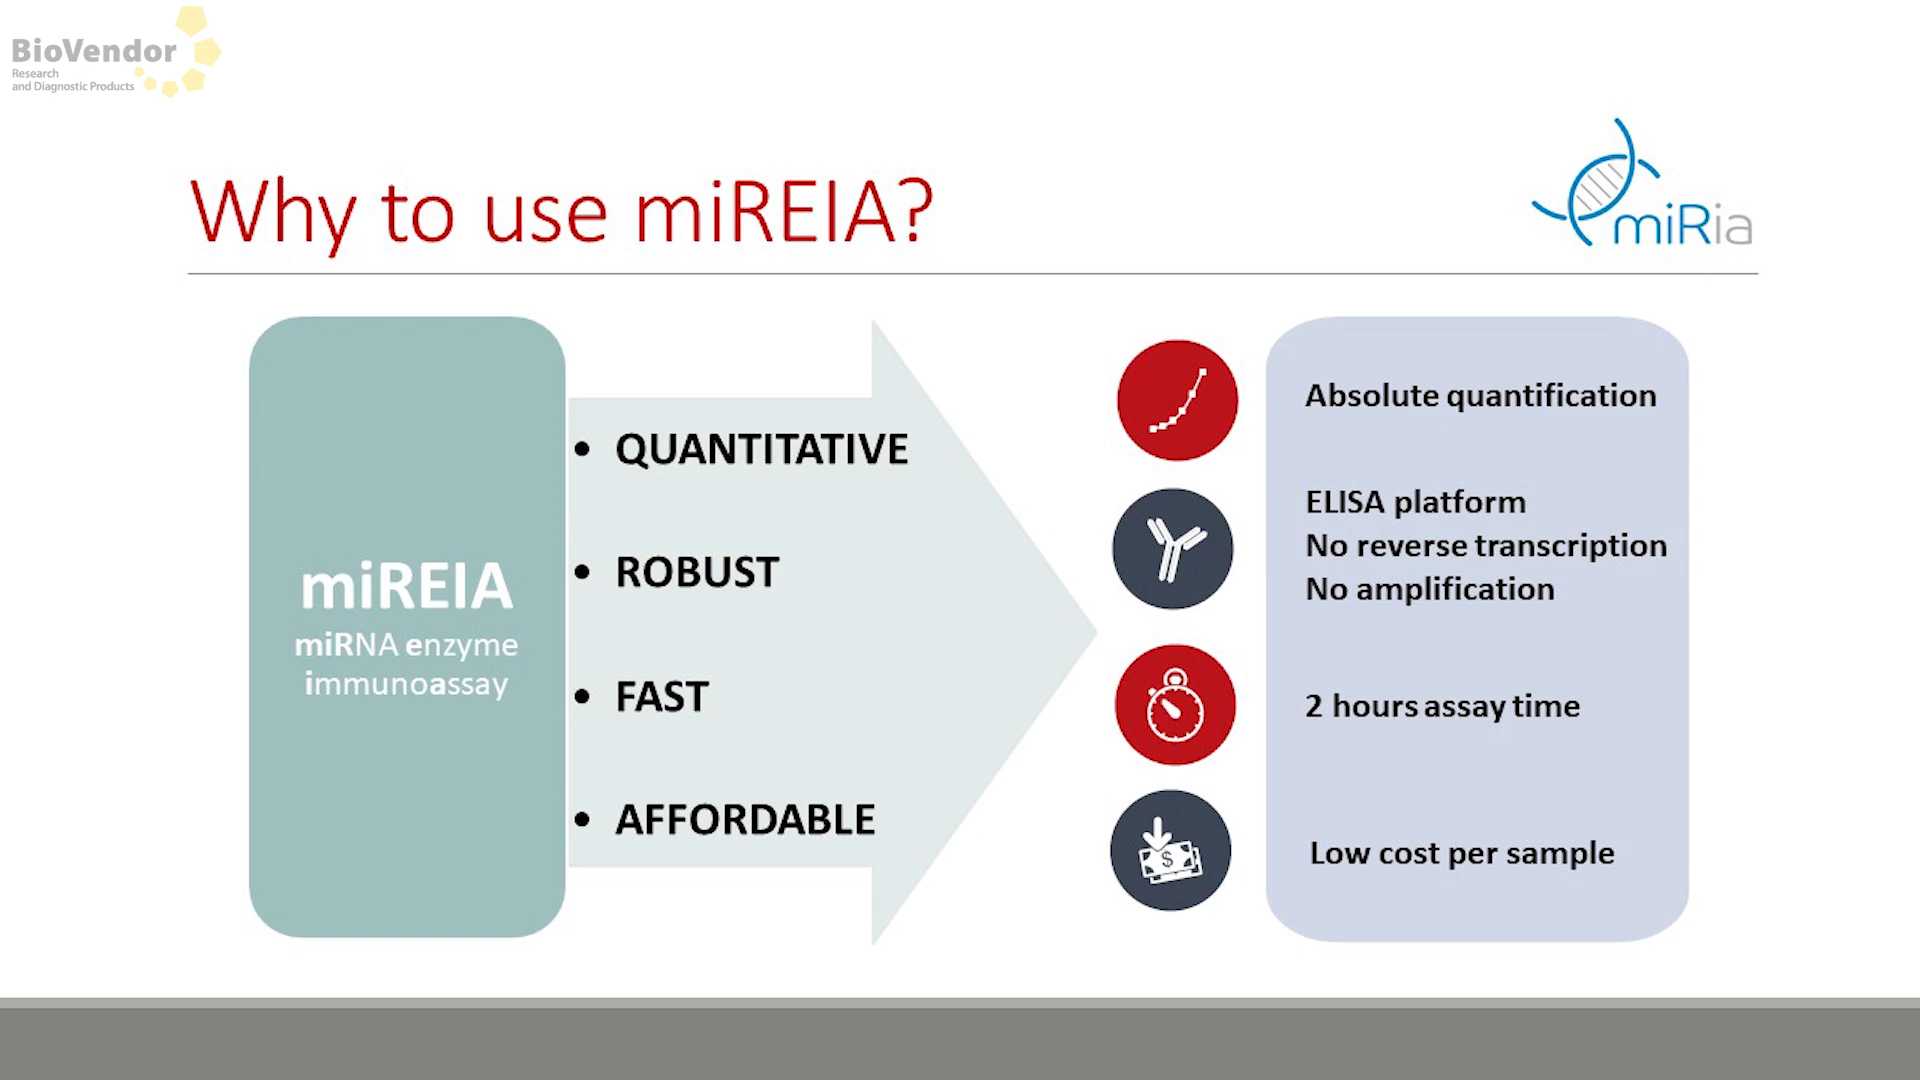 BioVendor
Research
and Diagnostic Products
Why to use miREIA?
miRia
miREIA
miRNA enzyme
immunoassay
• QUANTITATIVE
• ROBUST
• FAST
• AFFORDABLE
Absolute quantification
ELISA platform
No reverse transcription
No amplification
2 hours assay time
$
Low cost per sample